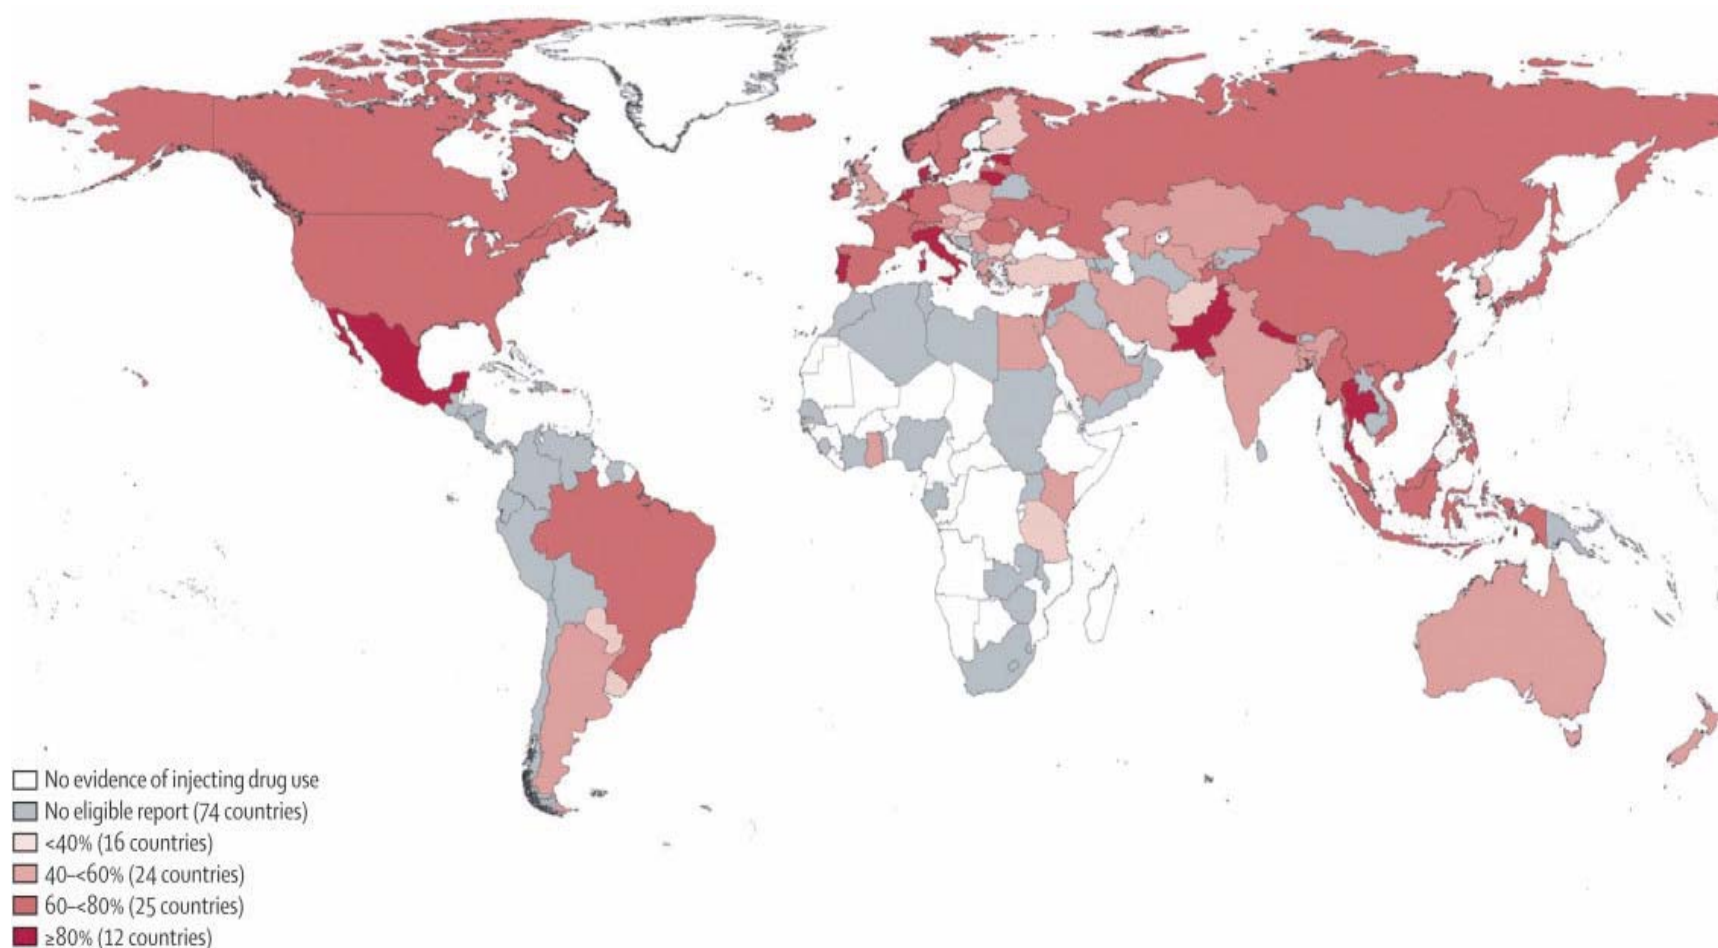 No evidence of injecting drug use
No eligible report (74 countries)
<40% (16 countries)
40–<60% (24 countries)
60–<80% (25 countries)
≥80% (12 countries)